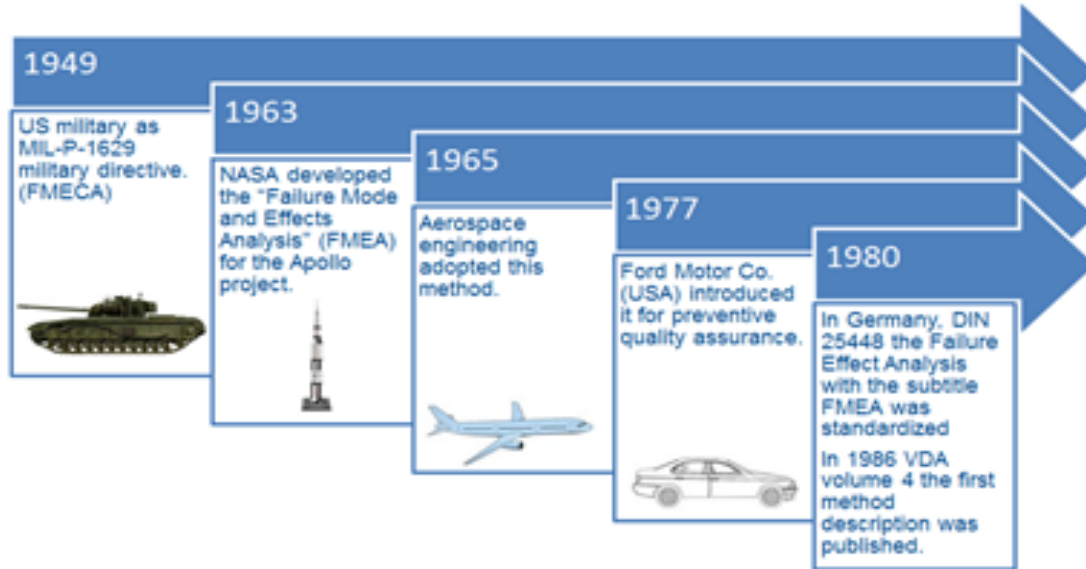 1949
US military as
MIL-P-1629
military directive.
(FMECA)
1963
NASA developed
the "Failure Mode
and Effects
Analysis" (FMEA)
for the Apollo
project.
1965
Aerospace
engineering
adopted this
method.
1977
Ford Motor Co.
(USA) introduced
it for preventive
quality assurance.
1980
In Germany, DIN
25448 the Failure
Effect Analysis
with the subtitle
FMEA was
standardized
In 1986 VDA
volume 4 the first
method
description was
published.